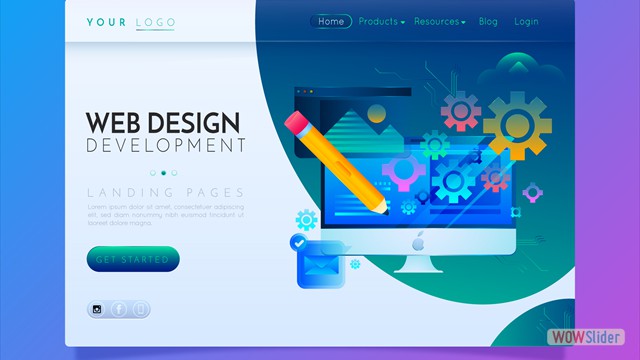 YOUR LOGO
Home Products Resources Blog Login
WEB DESIGN
DEVELOPMENT
LANDING PAGES
Lorem ipsum dolor sit amet, consectetuer adipiscing
elit, sed diam nonummy nibh euismod tincidunt ut
laoreet dolore magna.
GET STARTED
WOWSlider